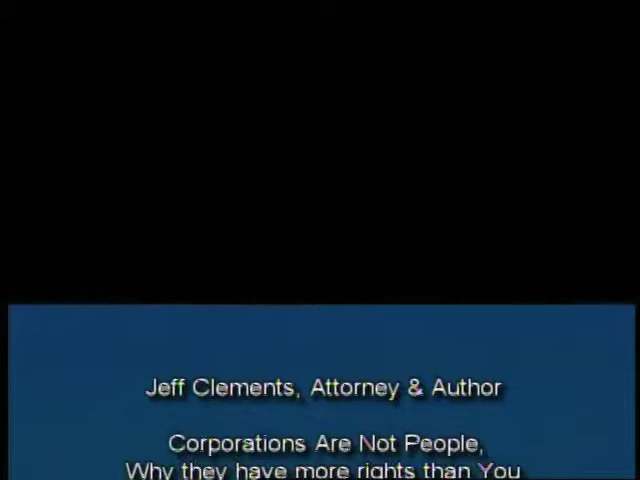 Jeff Clements, Attorney & Author
Corporations Are Not People,
Why they have more rights than You